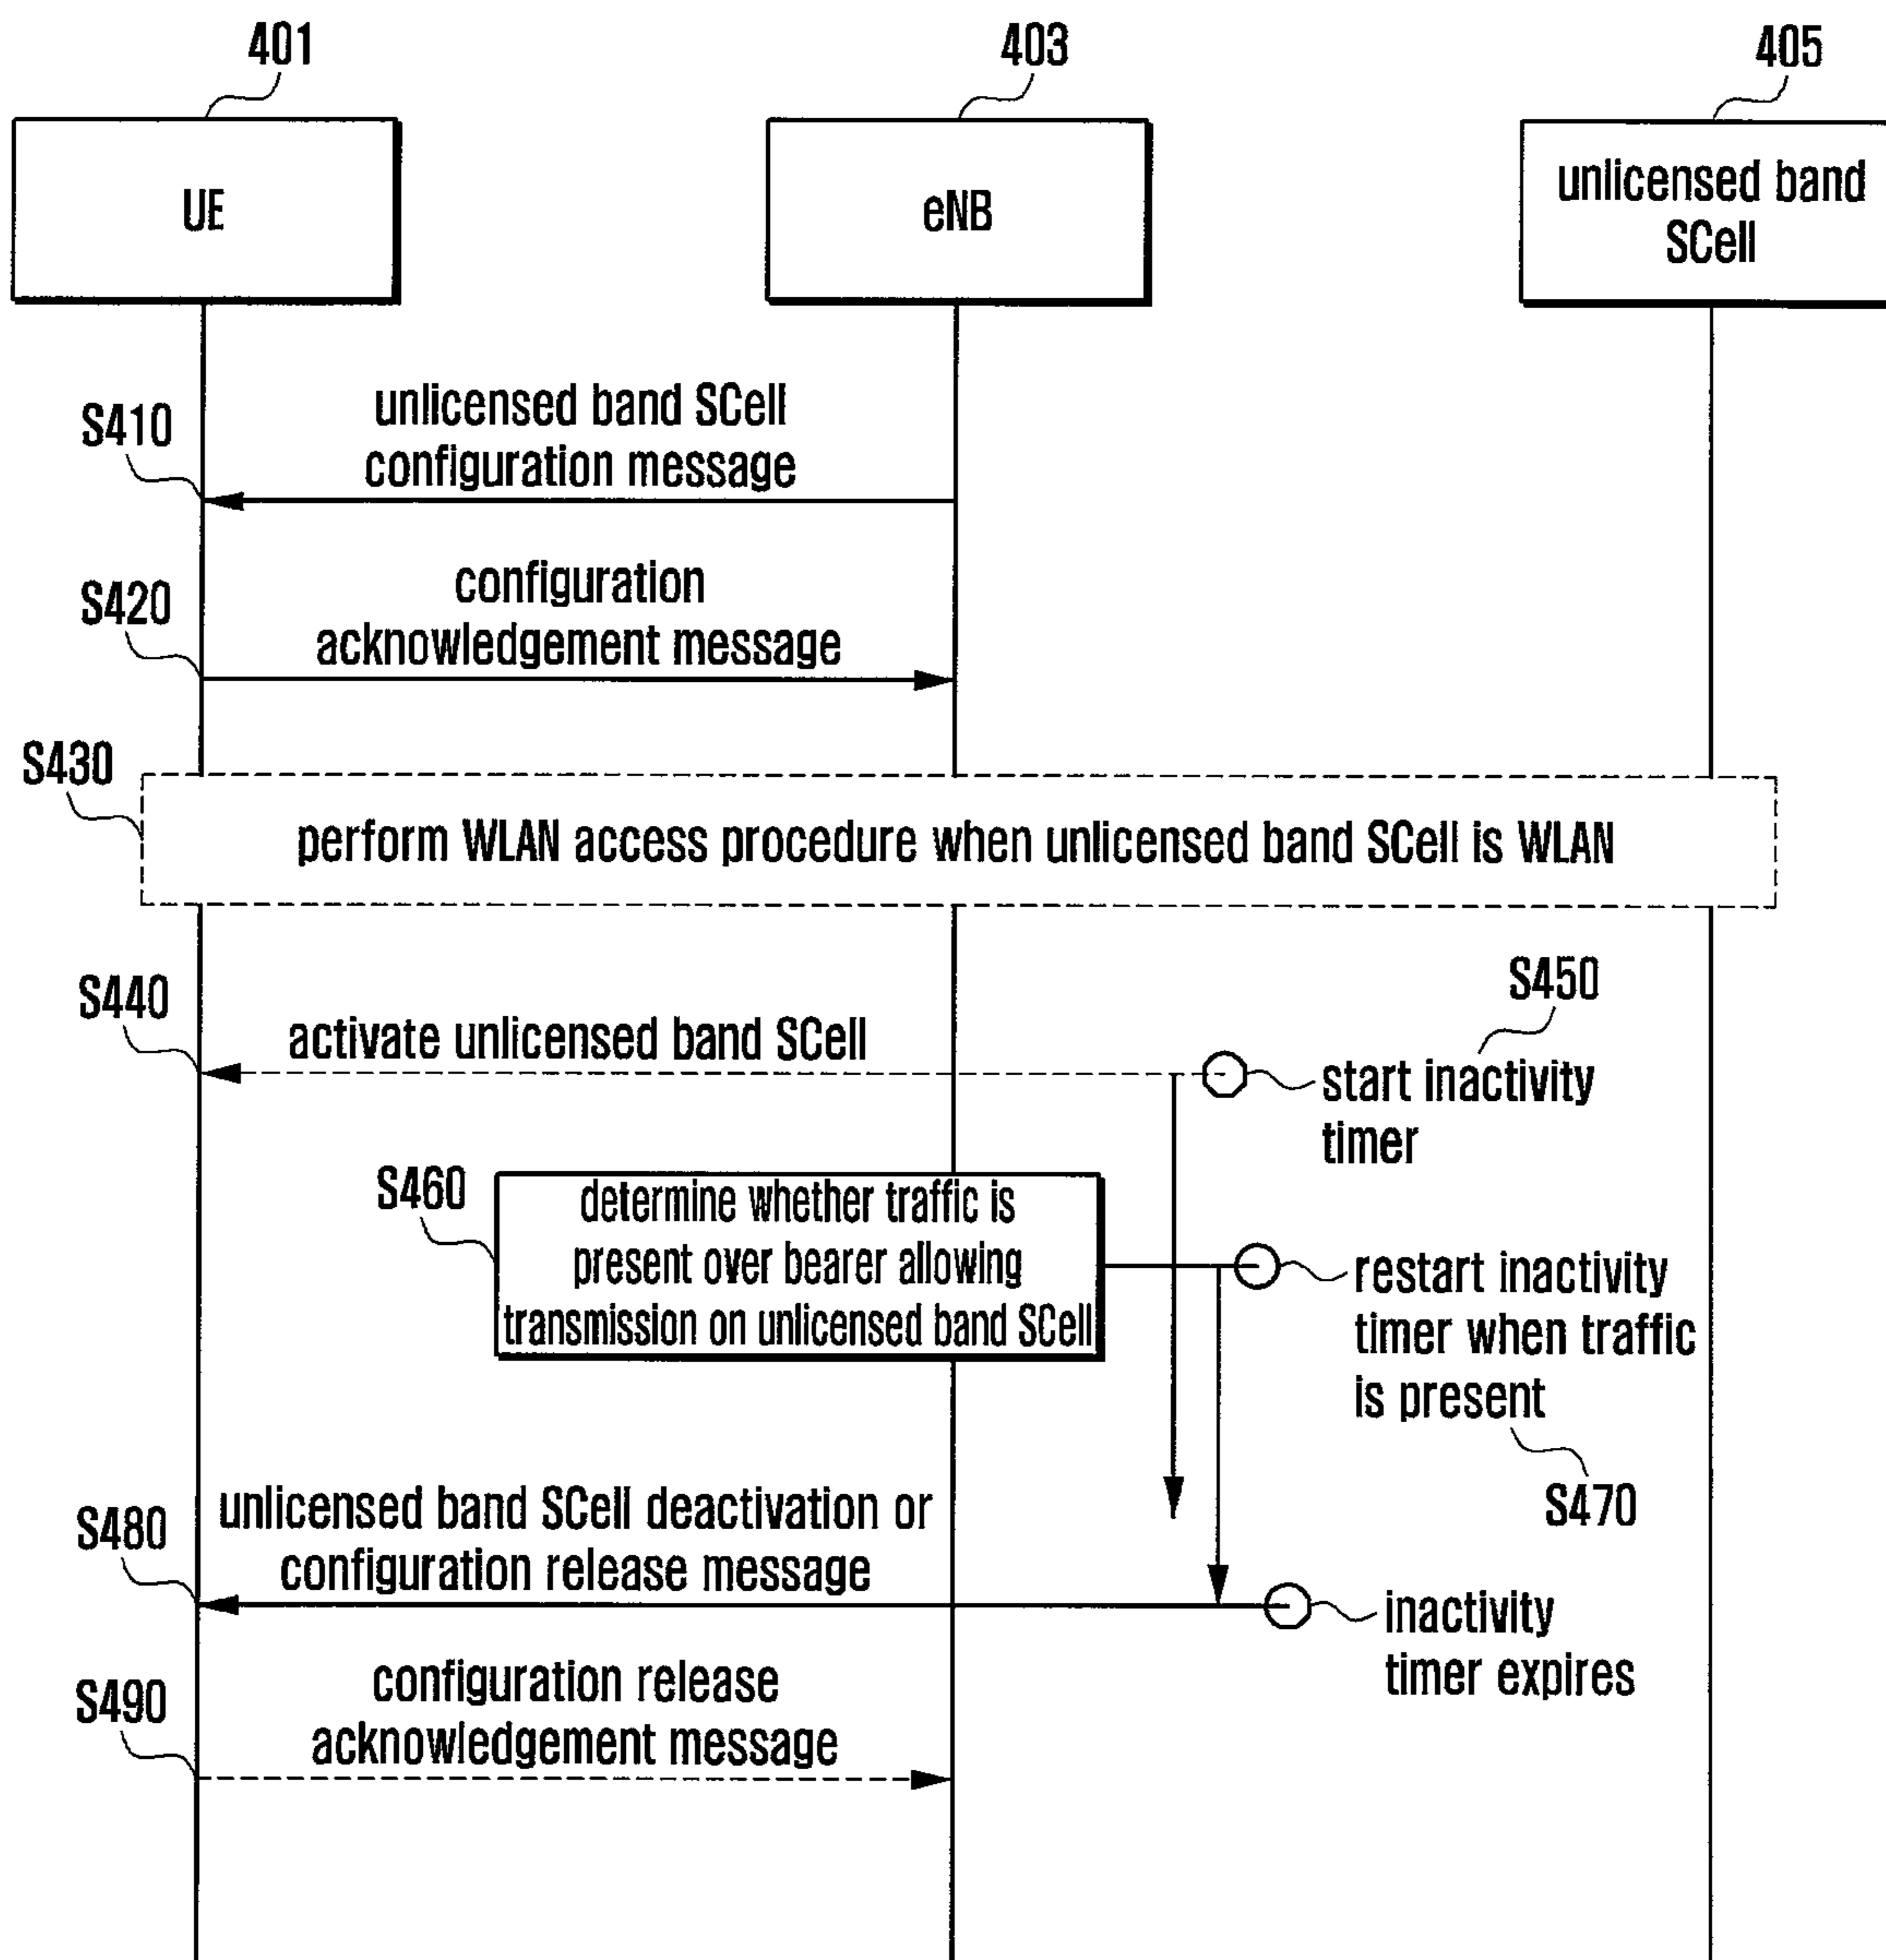 401
403
405
UE
eNB
unlicensed band
SCell
S410
unlicensed band SCell
configuration message
S420
configuration
acknowledgement message
S430
perform WLAN access procedure when unlicensed band SCell is WLAN
S440
activate unlicensed band SCell
S450
start inactivity
timer
S460
determine whether traffic is
present over bearer allowing
transmission on unlicensed band SCell
restart inactivity
timer when traffic
is present
S470
S480
unlicensed band SCell deactivation or
configuration release message
inactivity
timer expires
S490
configuration release
acknowledgement message